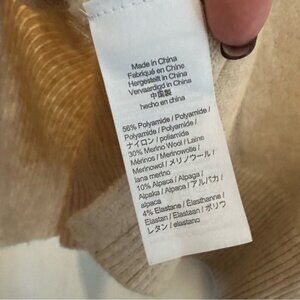 Made in China
Fabriqué en Chine
Hergestellt in China
Vervaardigd in China
中国製
hecho en china
56% Polyamide / Polyamide
Polyamide / Polyamide /
ナイロン / poliamida
30% Merino Wool / Laine
Mérinos / Merinowolle /
Merinowol / メリノウール /
lana merino
10% Alpaca / Alpaga /
Alpaka / Alpaca / アルパカ /
alpaca
4% Elastane / Élasthanne /
Elastan / Elastaan / ポリウ
レタン / elastano